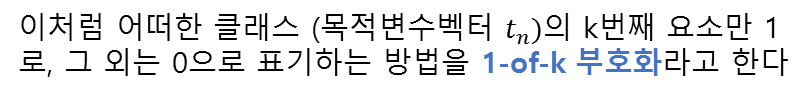 이처럼 어떠한 클래스 (목적변수벡터 tₙ)의 k번째 요소만 1
로, 그 외는 0으로 표기하는 방법을 1-of-k 부호화라고 한다